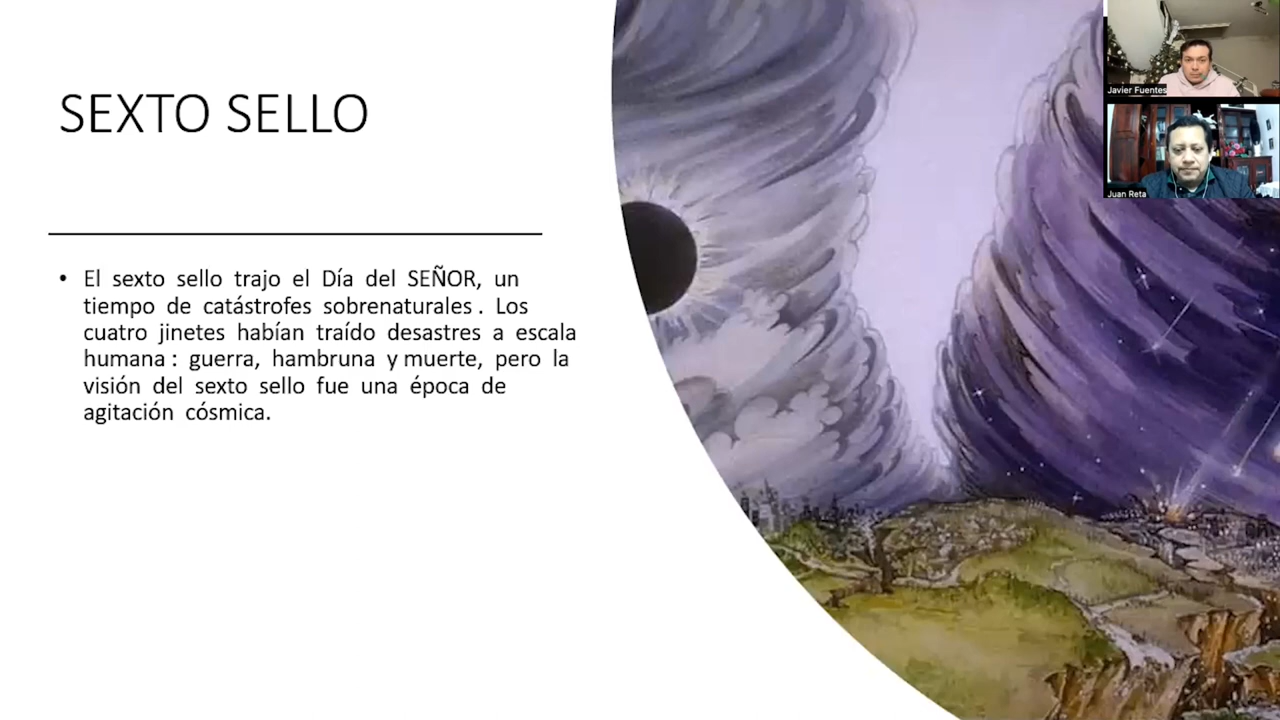 SEXTO SELLO
• El sexto sello trajo el Día del SEÑOR, un
tiempo de catástrofes sobrenaturales . Los
cuatro jinetes habían traído desastres a escala
humana : guerra, hambruna y muerte, pero la
visión del sexto sello fue una época de
agitación cósmica.
Javier Fuentes
Juan Reta